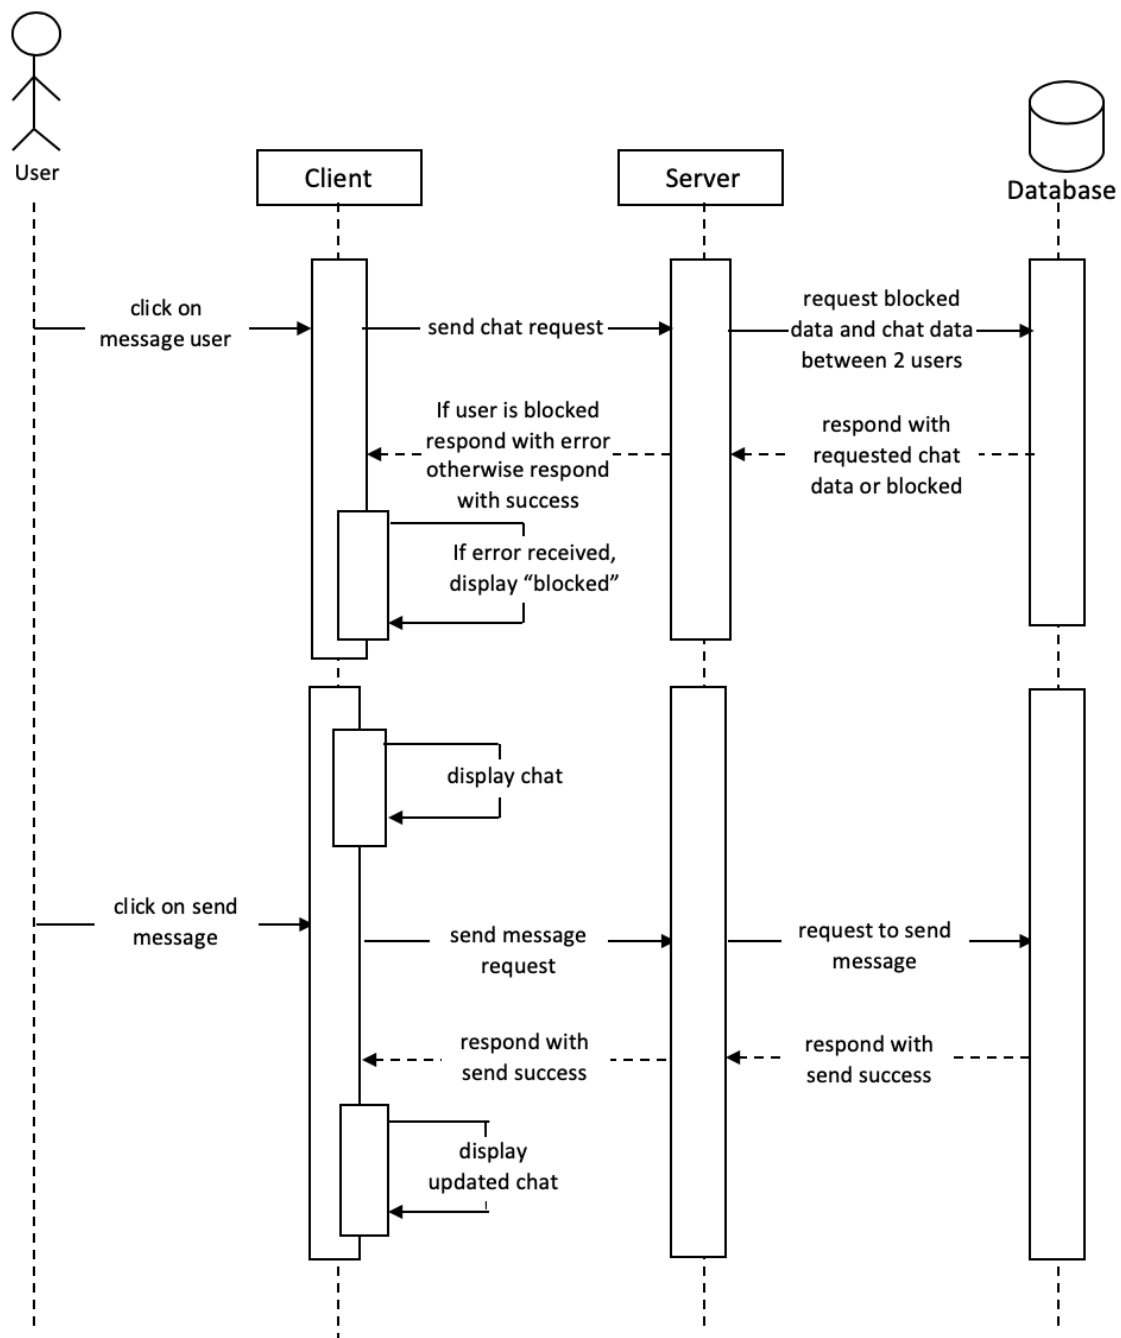 User
Client
Server
Database
click on
message user
send chat request
request blocked
data and chat data
between 2 users
If user is blocked
respond with error
otherwise respond
with success
respond with
requested chat
data or blocked
If error received,
display “blocked”
display chat
click on send
message
send message
request
request to send
message
respond with
send success
respond with
send success
display
updated chat